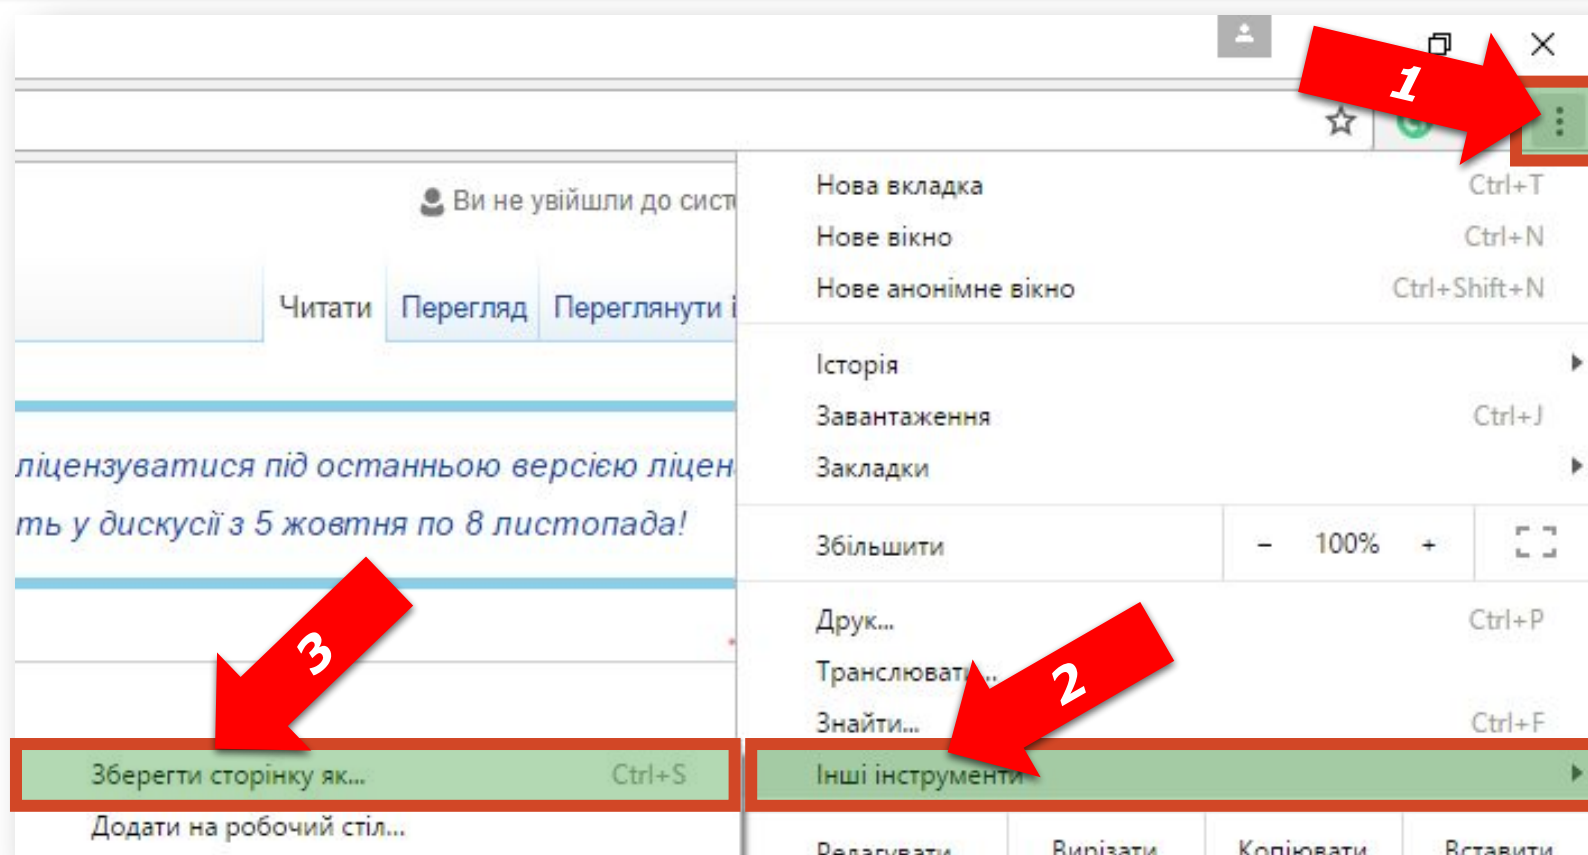 1
Ви не увійшли до
Читати Перегляд Переглянути
ліцензуватися під останньою версією
ть у дискусії з 5 жовтня по 8 листопада!
3
Зберегти сторінку як... Ctrl+S
Додати на робочий стіл...
Нова вкладка Ctrl+T
Нове вікно Ctrl+N
Нове анонімне вікно Ctrl+Shift+N
Історія
Завантаження Ctrl+J
Закладки
Збільшити − 100% +
Друк... Ctrl+P
Транслювати...
2
Знайти... Ctrl+F
Інші інструменти
Редагувати Вирізати Копіювати Вставити